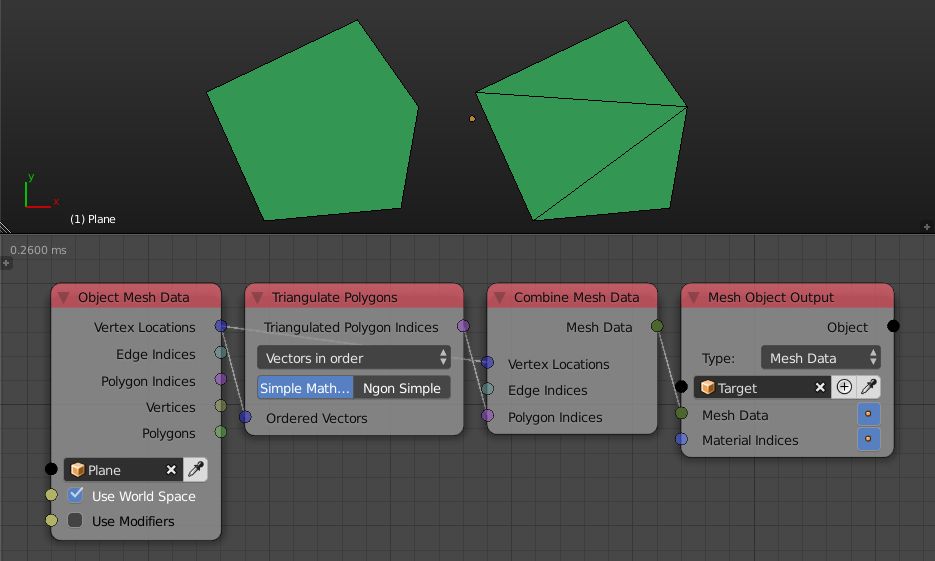 y
x
(1) Plane
0.2600 ms
Object Mesh Data
Vertex Locations
Edge Indices
Polygon Indices
Vertices
Polygons
Plane
Use World Space
Use Modifiers
Triangulate Polygons
Triangulated Polygon Indices
Vectors in order
Simple Math... Ngon Simple
Ordered Vectors
Combine Mesh Data
Mesh Data
Vertex Locations
Edge Indices
Polygon Indices
Mesh Object Output
Object
Type: Mesh Data
Target
Mesh Data
Material Indices